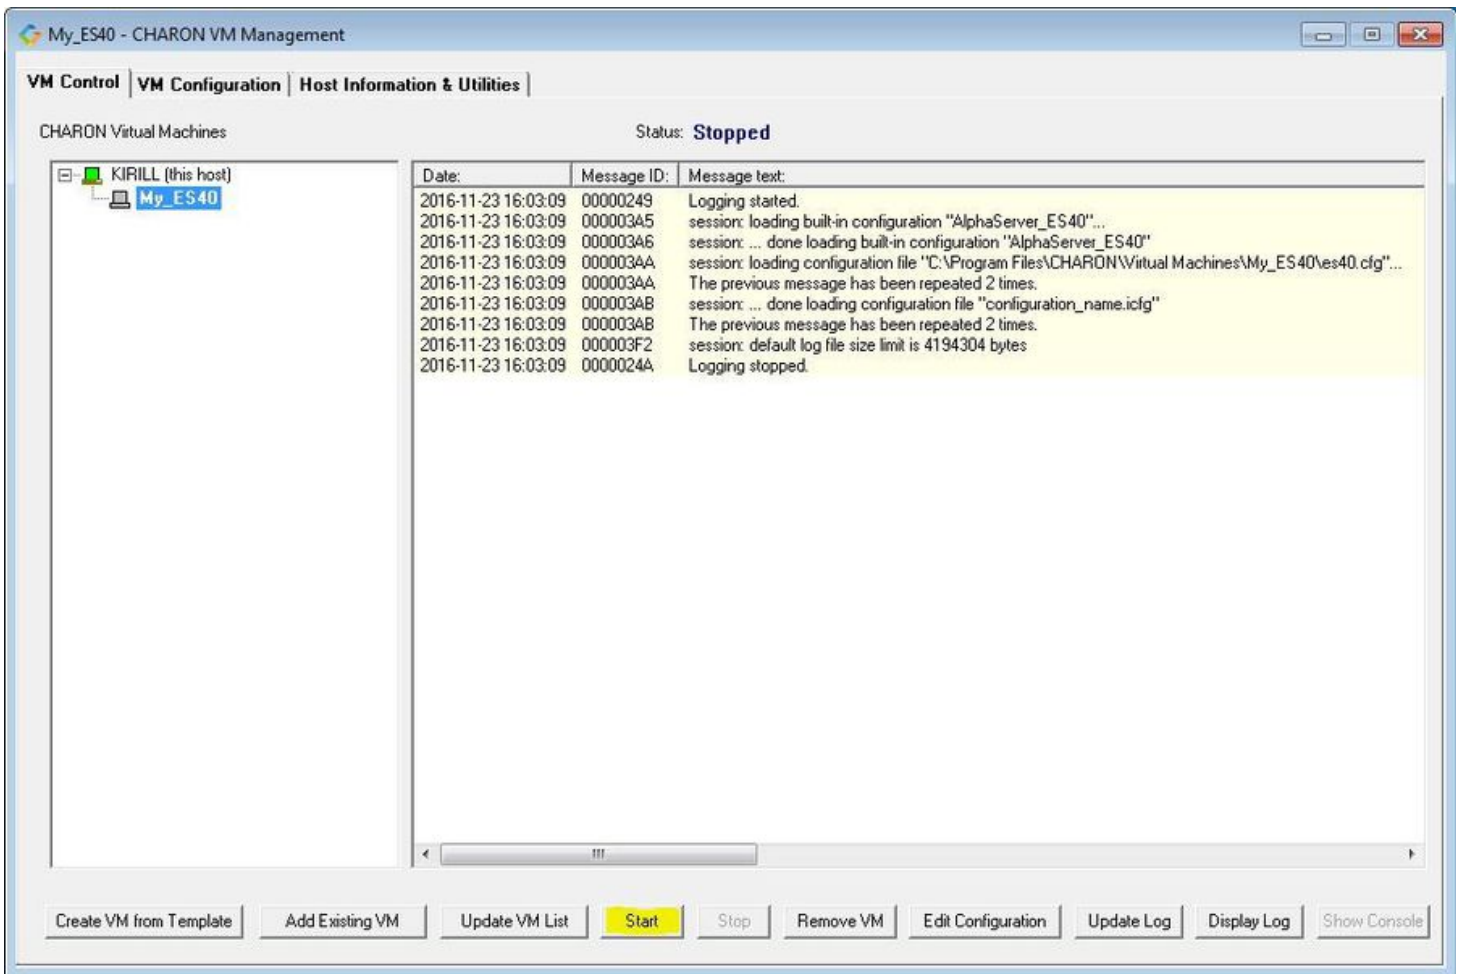 My_ES40 - CHARON VM Management
VM Control VM Configuration Host Information & Utilities
CHARON Virtual Machines Status: Stopped
KIRILL (this host)
My_ES40
Date: Message ID: Message text:
2016-11-23 16:03:09 00000249 Logging started.
2016-11-23 16:03:09 000003A5 session: loading built-in configuration "AlphaServer_ES40"...
2016-11-23 16:03:09 000003A6 session: ... done loading built-in configuration "AlphaServer_ES40"
2016-11-23 16:03:09 000003AA session: loading configuration file "C:\Program Files\CHARON\Virtual Machines\My_ES40\es40.cfg"...
2016-11-23 16:03:09 000003AA The previous message has been repeated 2 times.
2016-11-23 16:03:09 000003AB session: ... done loading configuration file "configuration_name.icfg"
2016-11-23 16:03:09 000003AB The previous message has been repeated 2 times.
2016-11-23 16:03:09 000003F2 session: default log file size limit is 4194304 bytes
2016-11-23 16:03:09 0000024A Logging stopped.
Create VM from Template Add Existing VM Update VM List Start Stop Remove VM Edit Configuration Update Log Display Log Show Console